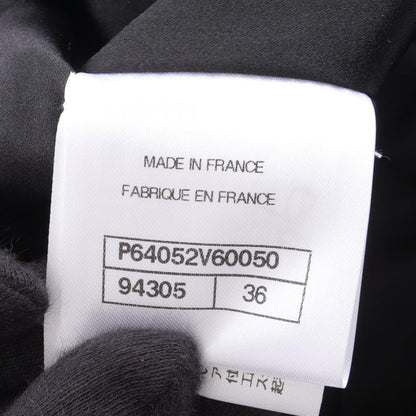 MADE IN FRANCE
FABRIQUE EN FRANCE
P64052V60050
94305 36